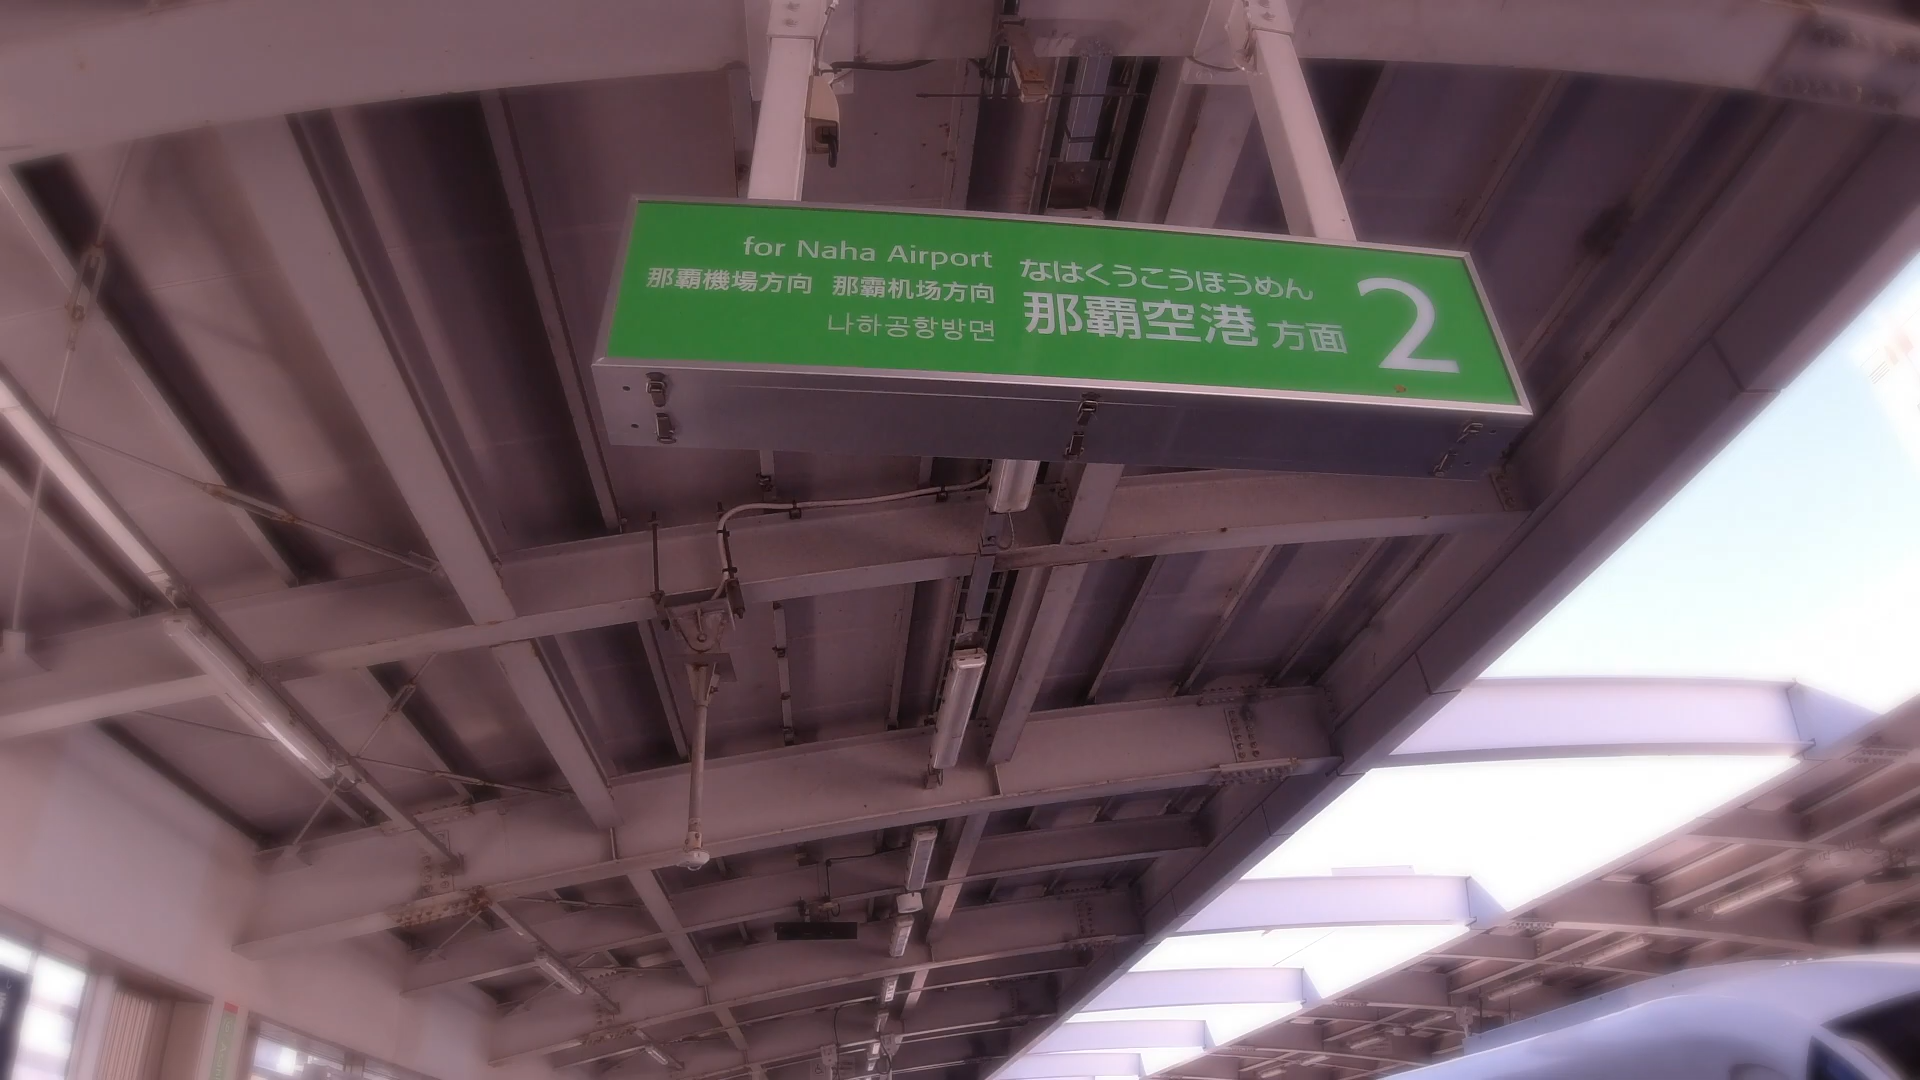 for Naha Airport
那覇機場方向 那霸机场方向
나하공항방면
なはくうこうほうめん
那覇空港 方面
2